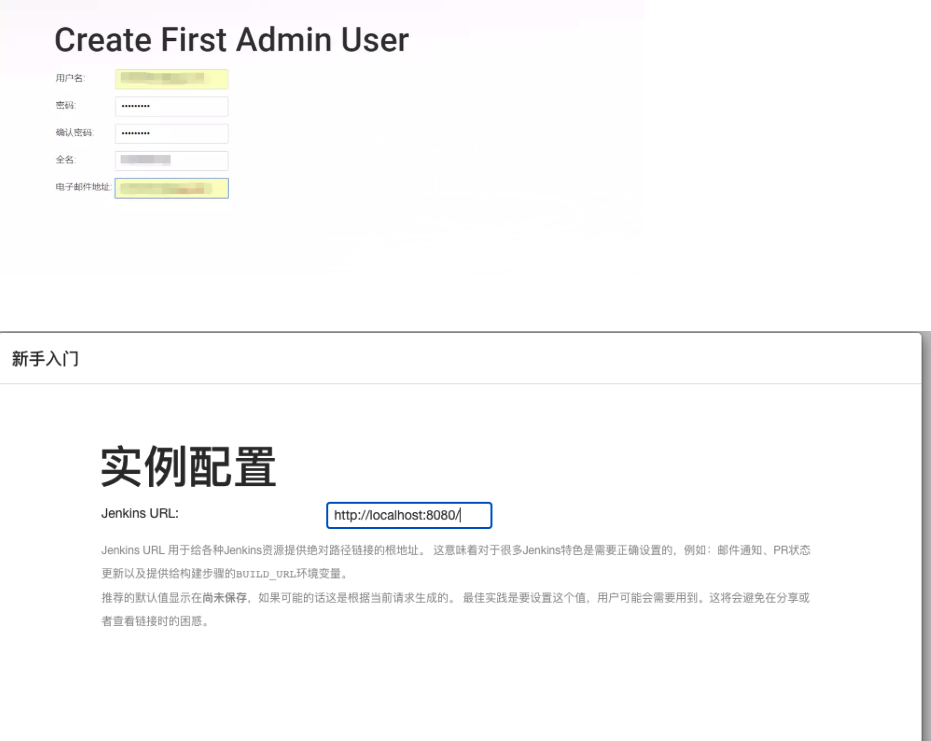 Create First Admin User
用户名:
密码: •••••••••
确认密码: •••••••••
全名:
电子邮件地址:
新手入门
实例配置
Jenkins URL: http://localhost:8080/
Jenkins URL 用于给各种Jenkins资源提供绝对路径链接的根地址。 这意味着对于很多Jenkins特色是需要正确设置的，例如：邮件通知、PR状态
更新以及提供给构建步骤的BUILD_URL环境变量。
推荐的默认值显示在尚未保存，如果可能的话这是根据当前请求生成的。 最佳实践是要设置这个值，用户可能会需要用到。这将会避免在分享或
者查看链接时的困惑。